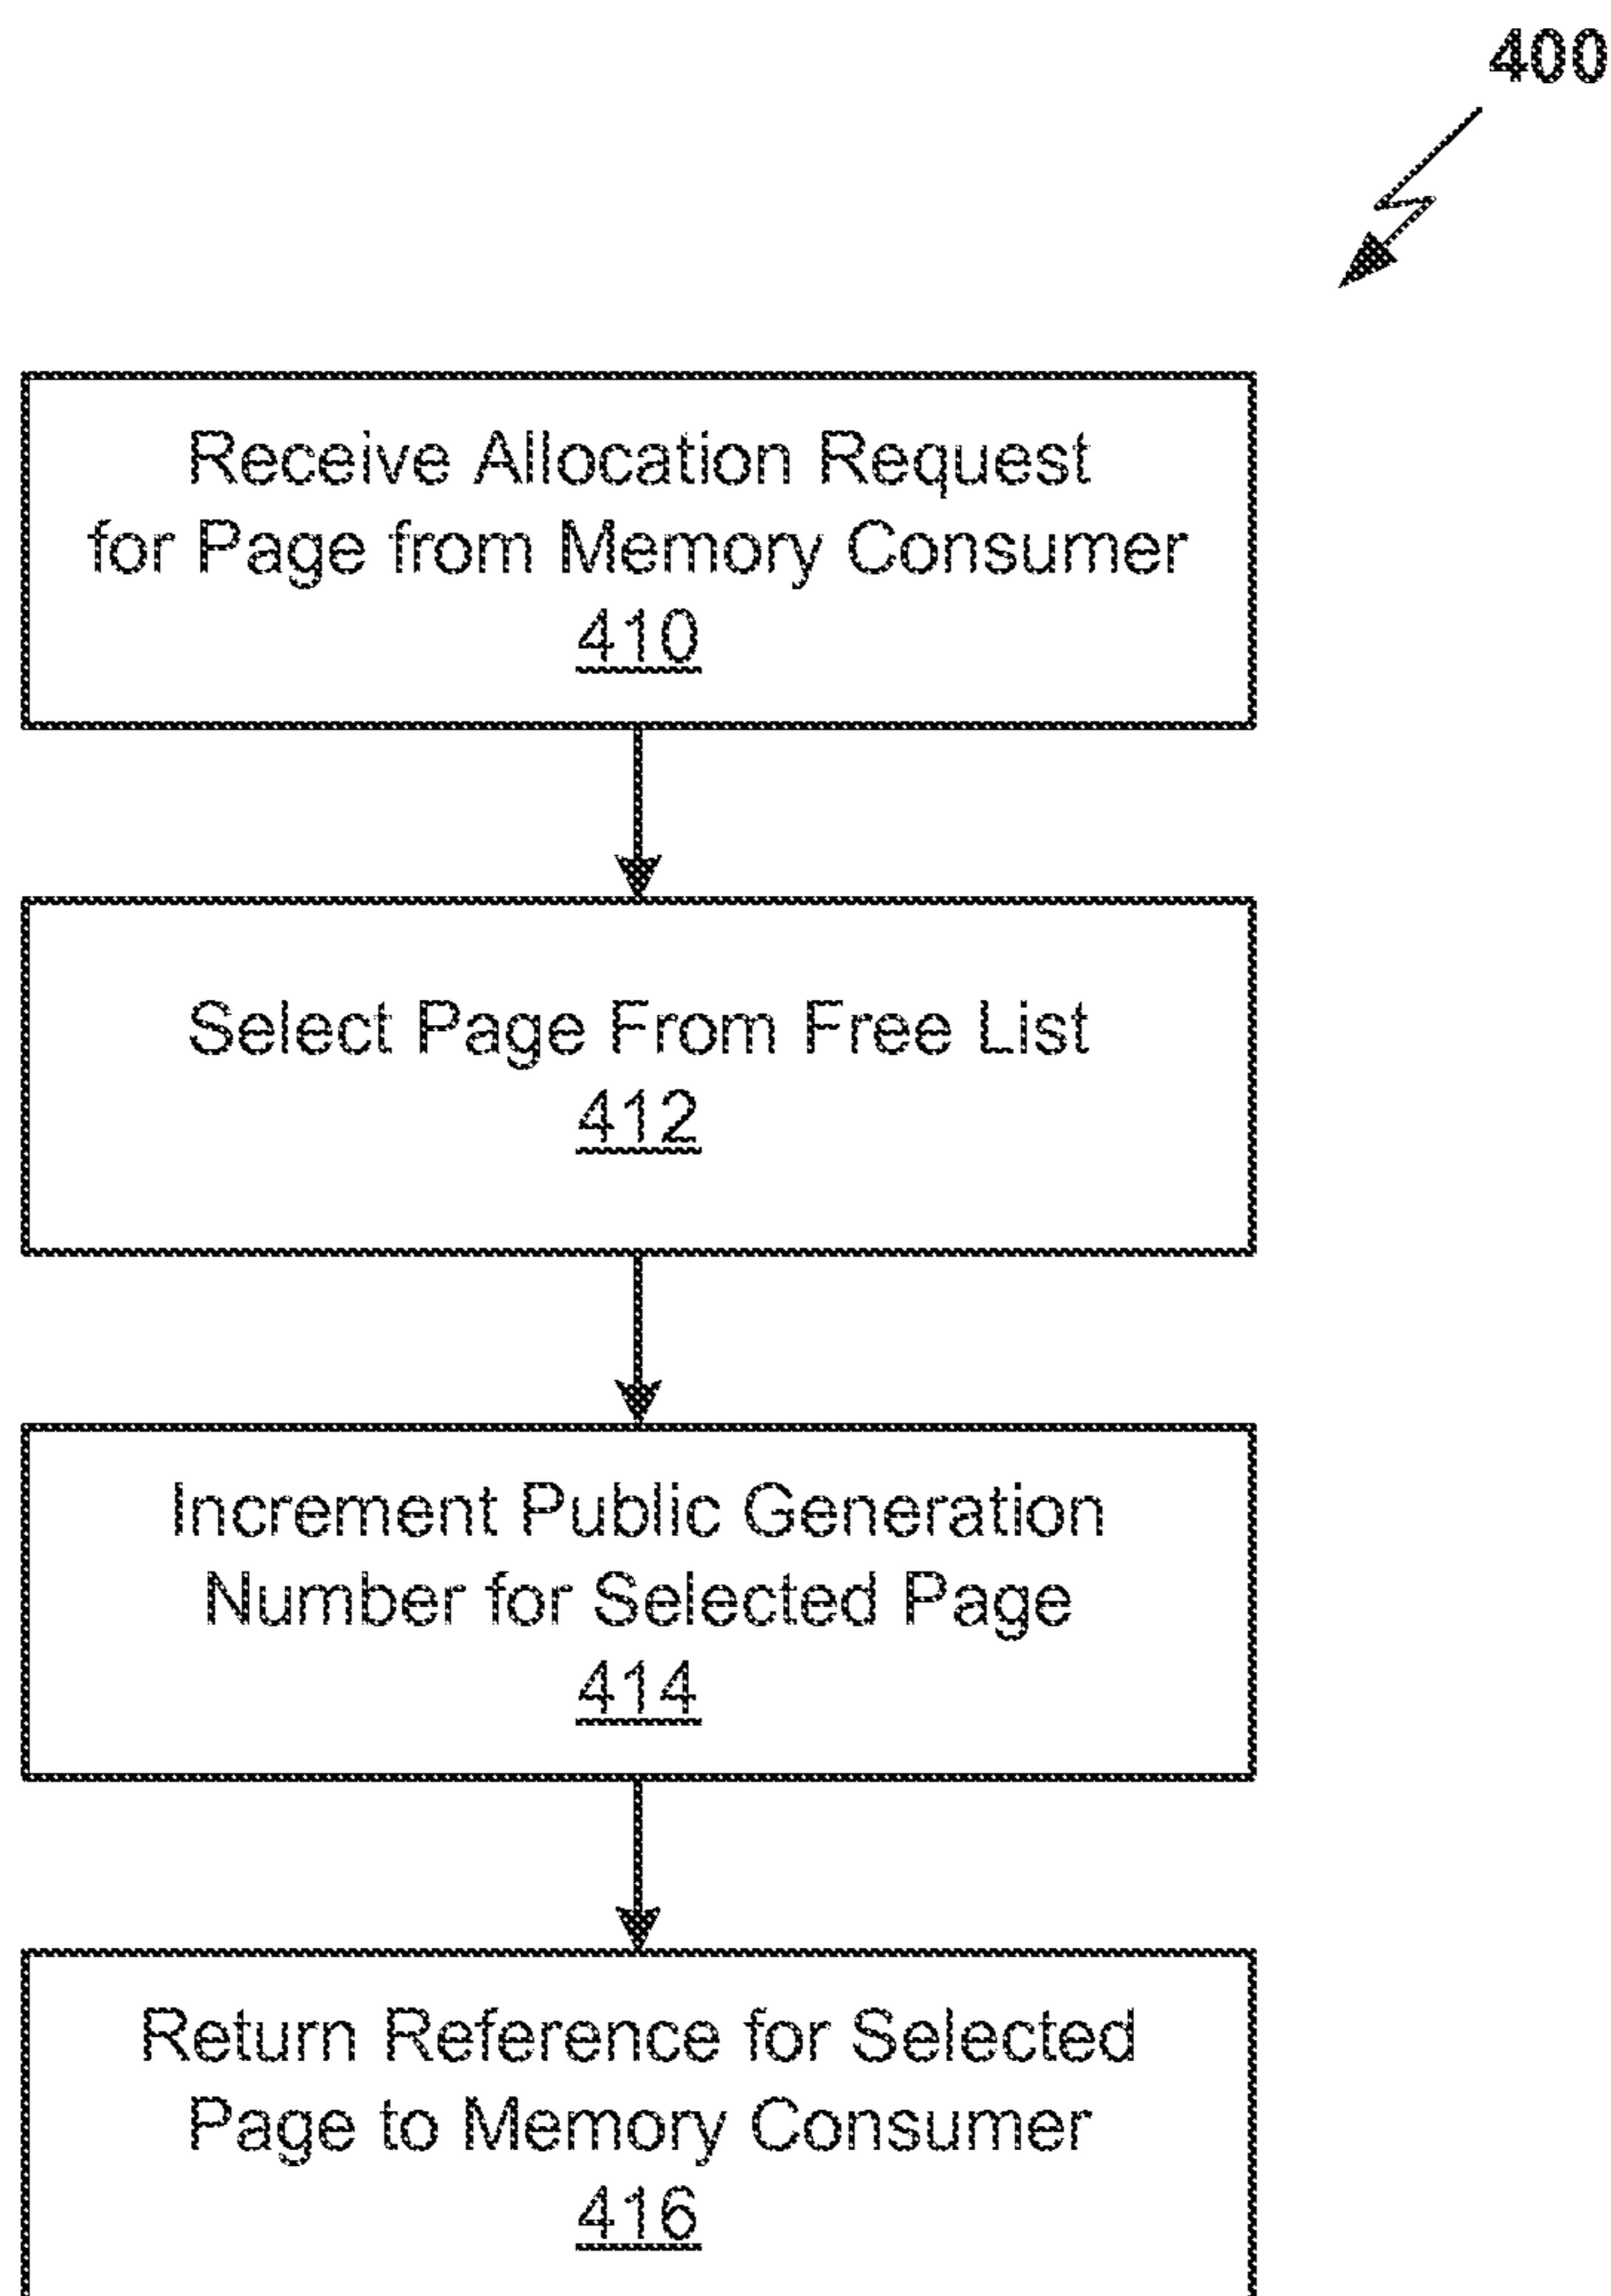 400
Receive Allocation Request
for Page from Memory Consumer
410
Select Page From Free List
412
Increment Public Generation
Number for Selected Page
414
Return Reference for Selected
Page to Memory Consumer
416